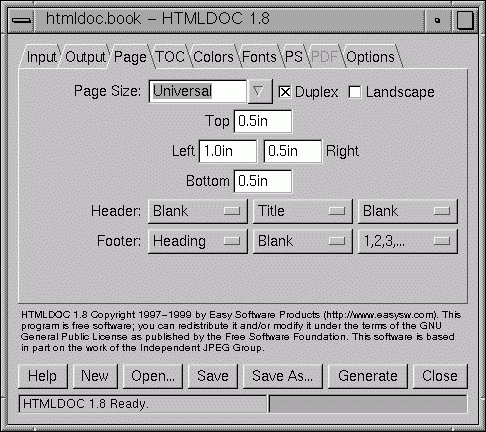 htmldoc.book – HTMLDOC 1.8
Input Output Page TOC Colors Fonts PS PDF Options
Page Size: Universal Duplex Landscape
Top 0.5in
Left 1.0in 0.5in Right
Bottom 0.5in
Header: Blank Title Blank
Footer: Heading Blank 1,2,3,...
HTMLDOC 1.8 Copyright 1997–1999 by Easy Software Products (http://www.easysw.com). This
program is free software; you can redistribute it and/or modify it under the terms of the GNU
General Public License as published by the Free Software Foundation. This software is based
in part on the work of the Independent JPEG Group.
Help New Open... Save Save As... Generate Close
HTMLDOC 1.8 Ready.